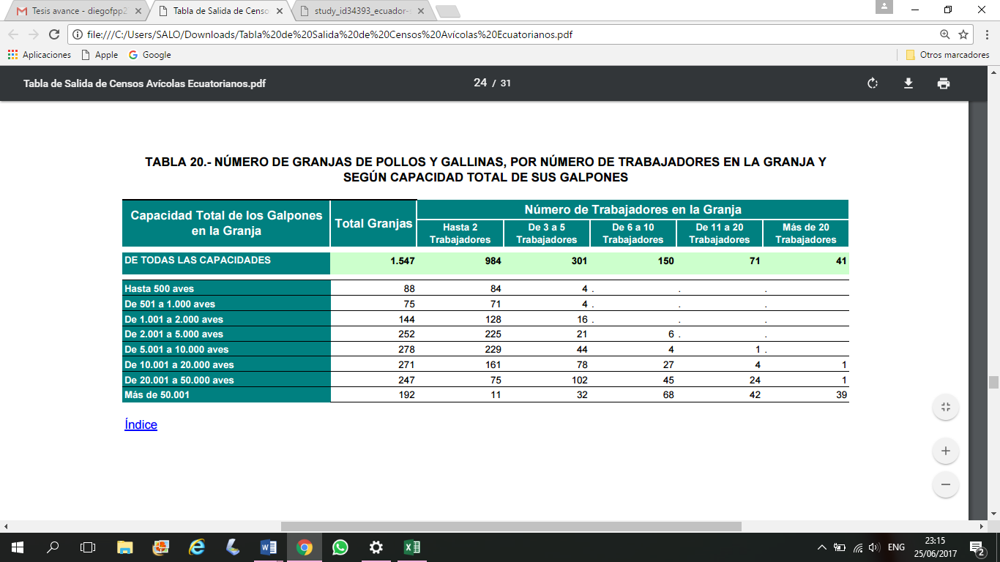 Tesis avance - diegofpp2
Tabla de Salida de Censo
study_id34393_ecuador-
file:///C:/Users/SALO/Downloads/Tabla%20de%20Salida%20de%20Censos%20Avícolas%20Ecuatorianos.pdf
Aplicaciones Apple Google Otros marcadores
Tabla de Salida de Censos Avícolas Ecuatorianos.pdf 24 / 31
TABLA 20.- NÚMERO DE GRANJAS DE POLLOS Y GALLINAS, POR NÚMERO DE TRABAJADORES EN LA GRANJA Y
SEGÚN CAPACIDAD TOTAL DE SUS GALPONES
Capacidad Total de los Galpones
en la Granja
Total Granjas
Número de Trabajadores en la Granja
Hasta 2
Trabajadores
De 3 a 5
Trabajadores
De 6 a 10
Trabajadores
De 11 a 20
Trabajadores
Más de 20
Trabajadores
DE TODAS LAS CAPACIDADES 1.547 984 301 150 71 41
Hasta 500 aves 88 84 4 . . .
De 501 a 1.000 aves 75 71 4 . . .
De 1.001 a 2.000 aves 144 128 16 . . .
De 2.001 a 5.000 aves 252 225 21 6 . .
De 5.001 a 10.000 aves 278 229 44 4 1 .
De 10.001 a 20.000 aves 271 161 78 27 4 1
De 20.001 a 50.000 aves 247 75 102 45 24 1
Más de 50.001 192 11 32 68 42 39
Índice
ENG
23:15
25/06/2017
2